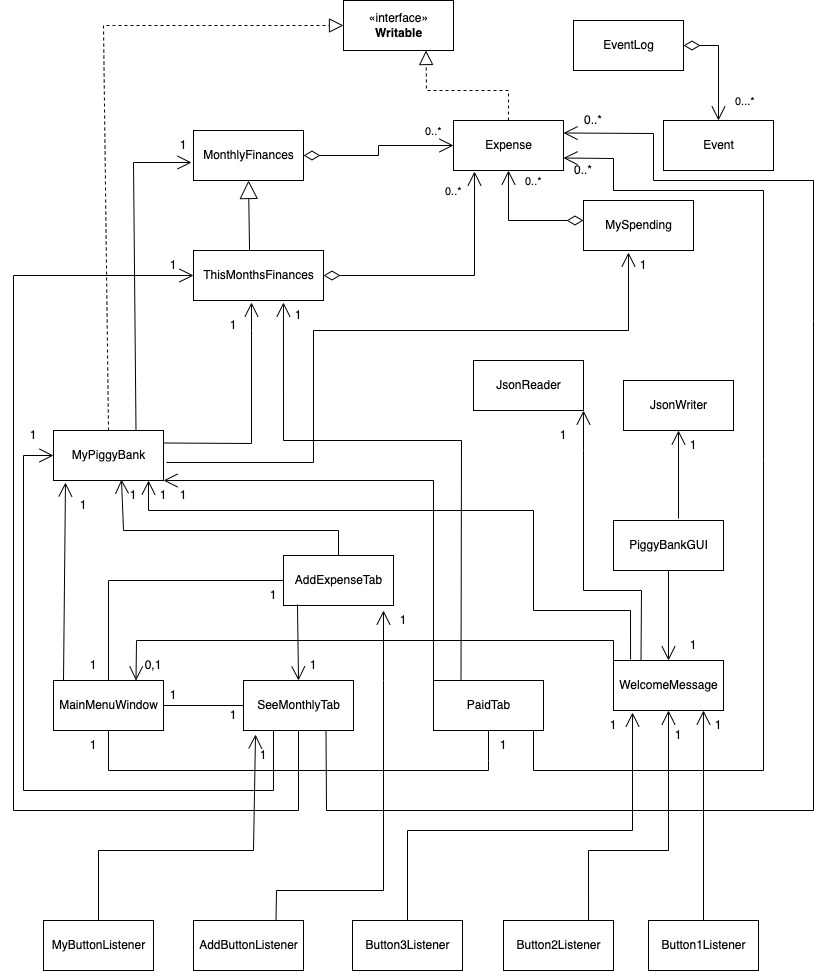 «interface»
Writable
EventLog
0...*
1
0..*
0..*
MonthlyFinances
Expense
Event
0..*
0..*
0..*
MySpending
1
1
ThisMonthsFinances
1
1
JsonReader
JsonWriter
1
1
1
MyPiggyBank
1
1
1
1
PiggyBankGUI
AddExpenseTab
1
1
1
1
0,1
1
MainMenuWindow
1
1
SeeMonthlyTab
PaidTab
WelcomeMessage
1
1
1
1
1
1
MyButtonListener
AddButtonListener
Button3Listener
Button2Listener
Button1Listener